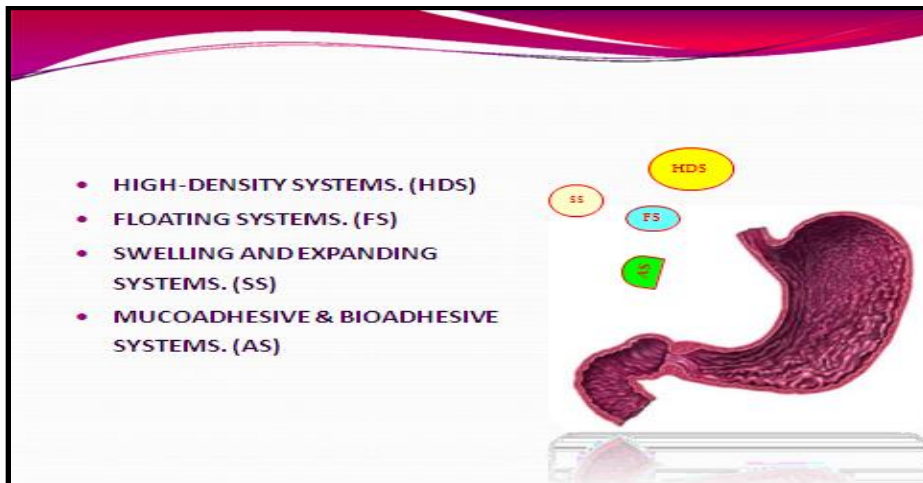 • HIGH-DENSITY SYSTEMS. (HDS)
• FLOATING SYSTEMS. (FS)
• SWELLING AND EXPANDING
SYSTEMS. (SS)
• MUCOADHESIVE & BIOADHESIVE
SYSTEMS. (AS)
HDS
SS
FS
AS